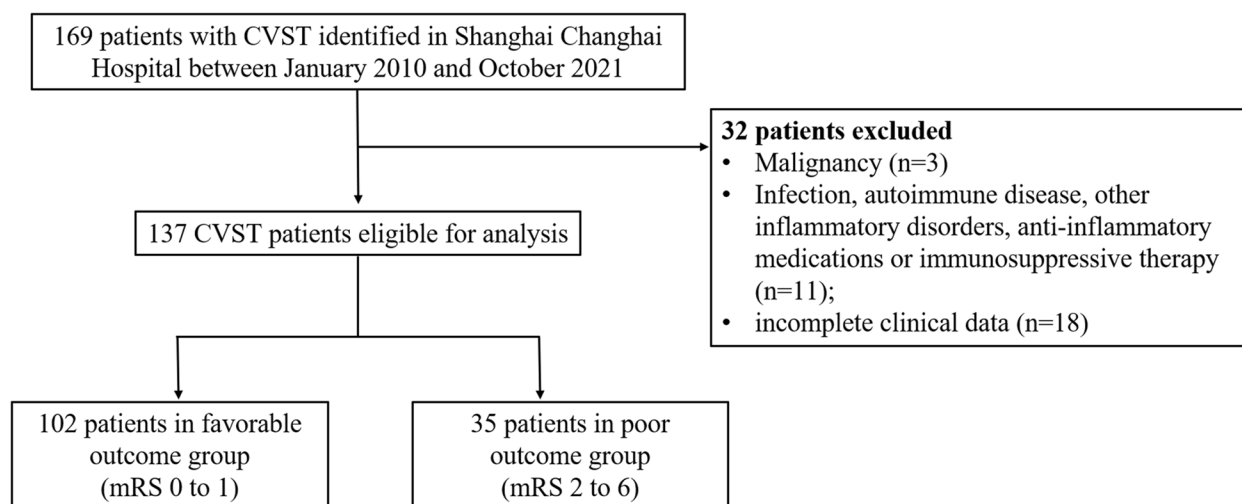 169 patients with CVST identified in Shanghai Changhai
Hospital between January 2010 and October 2021
32 patients excluded
• Malignancy (n=3)
• Infection, autoimmune disease, other
inflammatory disorders, anti-inflammatory
medications or immunosuppressive therapy
(n=11);
• incomplete clinical data (n=18)
137 CVST patients eligible for analysis
102 patients in favorable
outcome group
(mRS 0 to 1)
35 patients in poor
outcome group
(mRS 2 to 6)